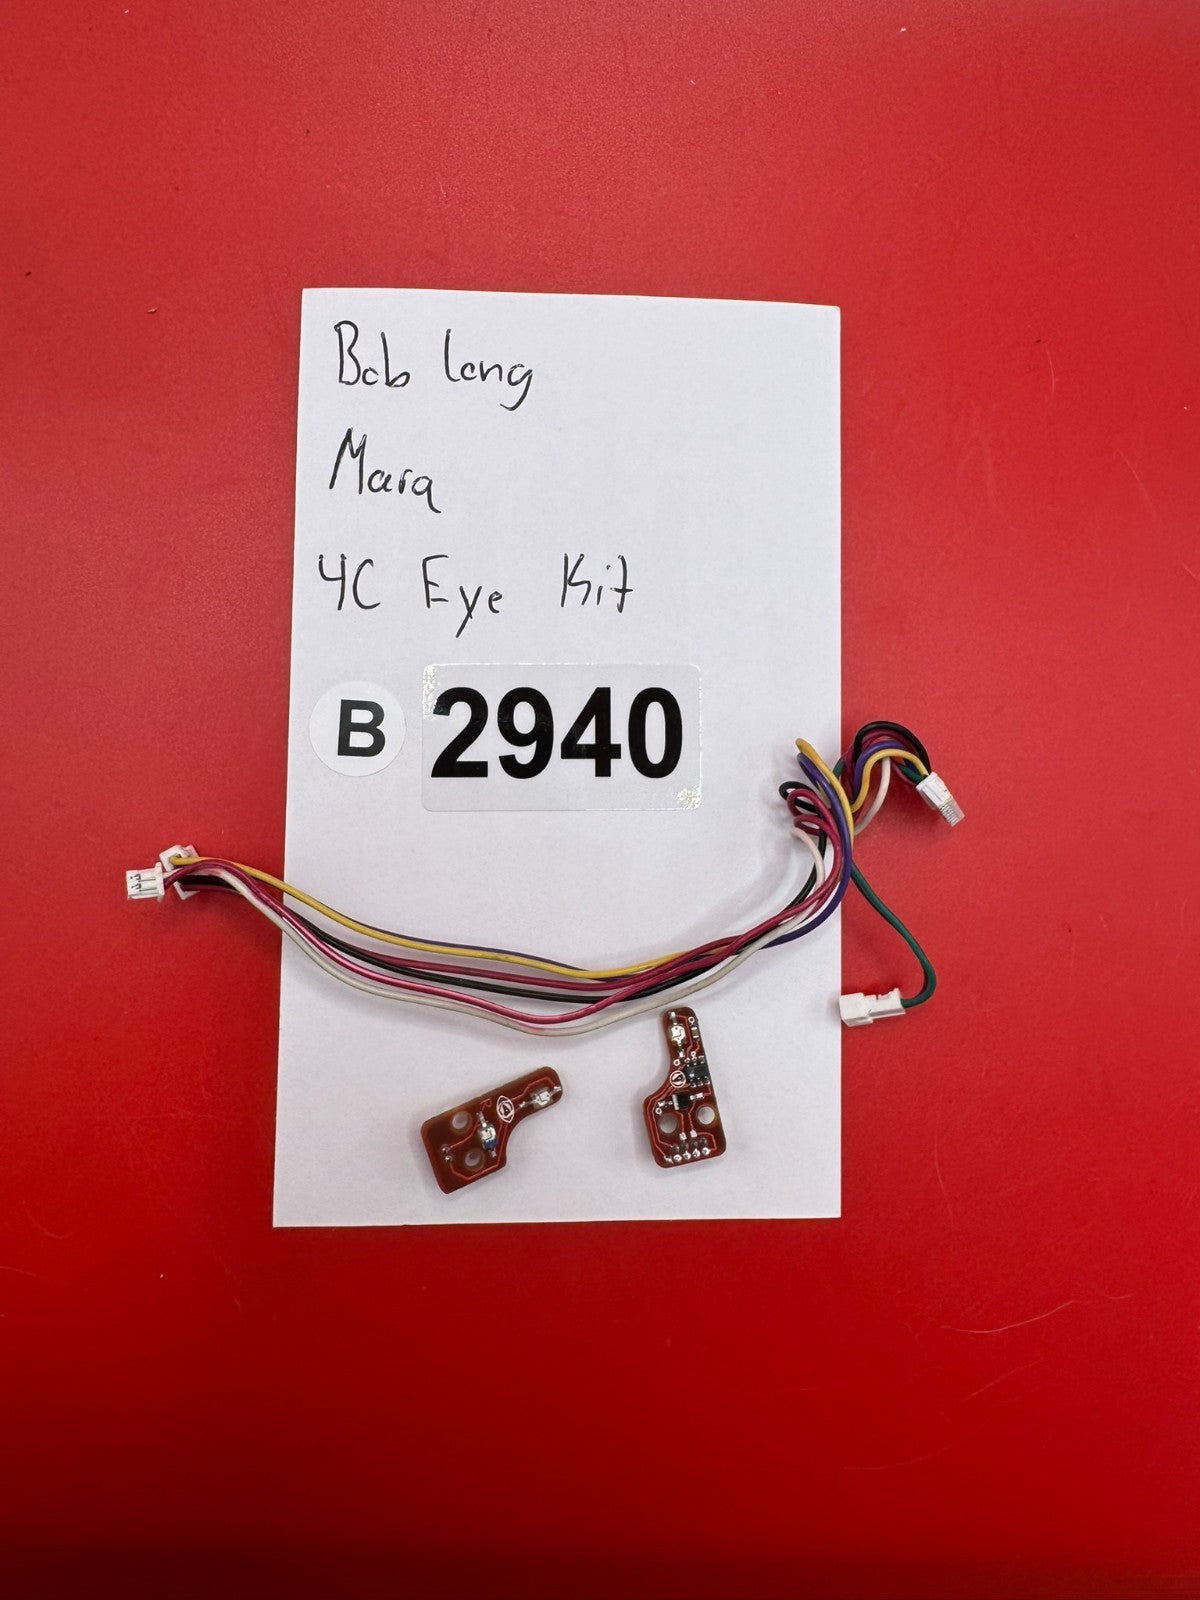 Bob Long
Mara
4C Eye Kit
B 2940